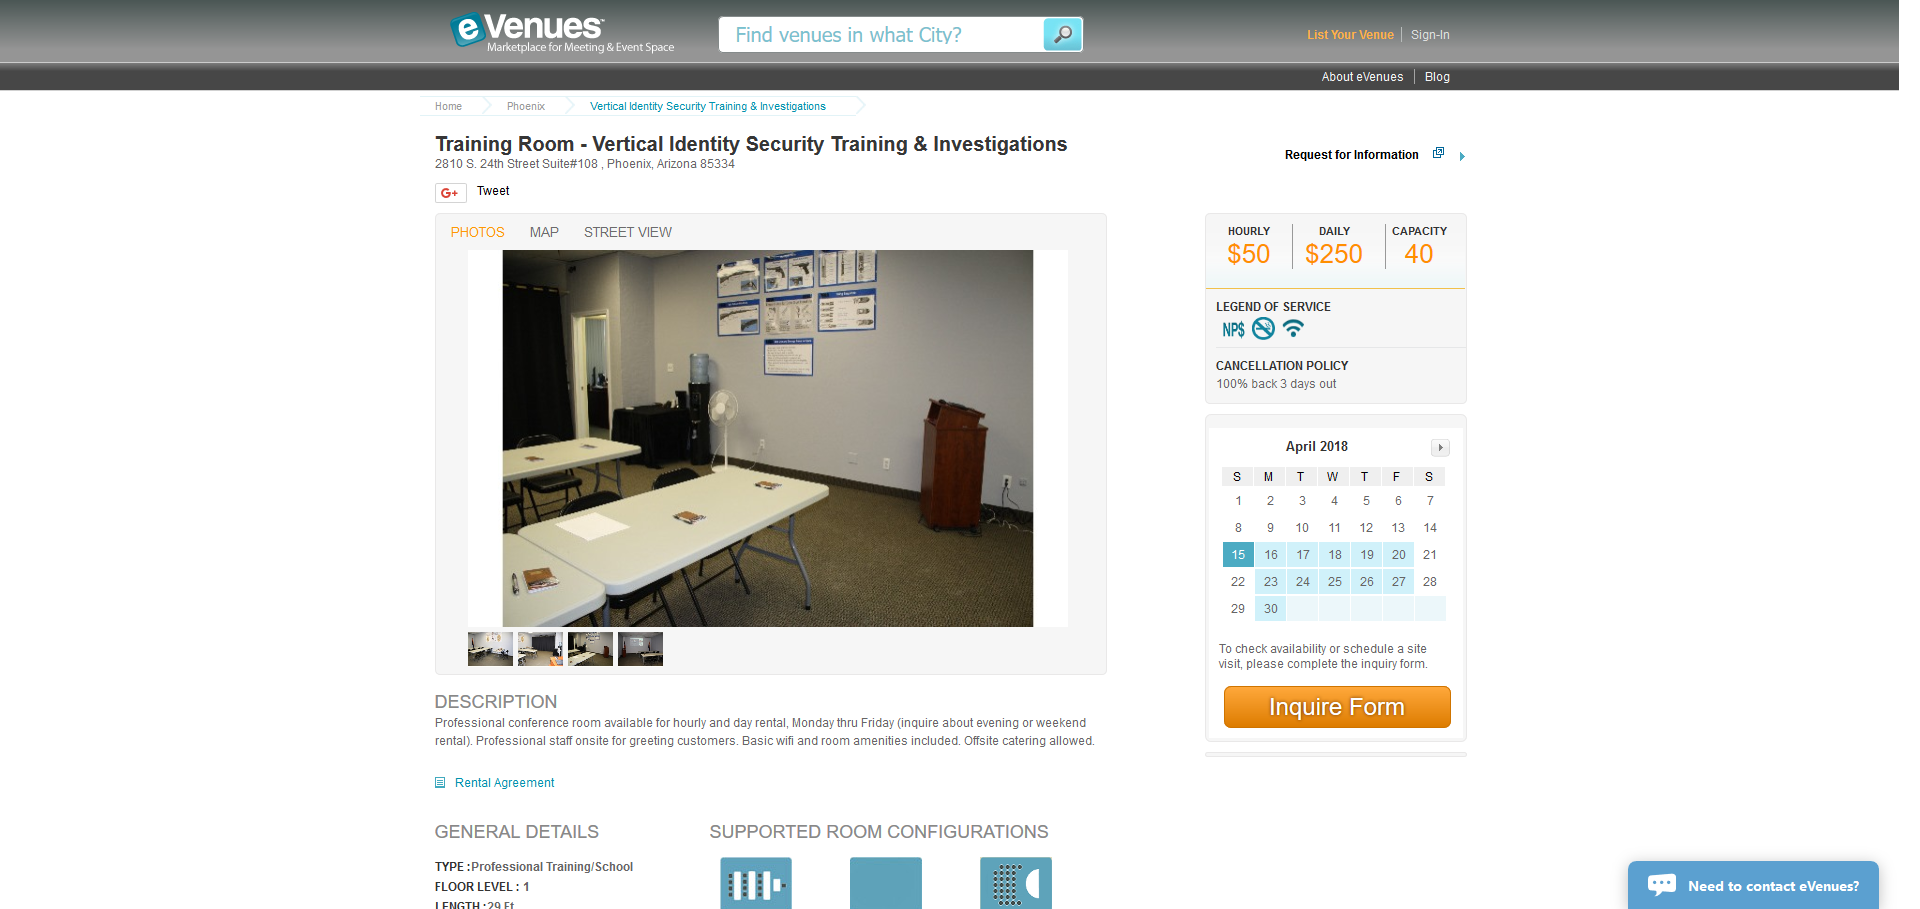 eVenues™
Marketplace for Meeting & Event Space
Find venues in what City?
List Your Venue
Sign-In
About eVenues
Blog
Home
Phoenix
Vertical Identity Security Training & Investigations
Training Room - Vertical Identity Security Training & Investigations
2810 S. 24th Street Suite#108 , Phoenix, Arizona 85334
Request for Information
G+
Tweet
PHOTOS
MAP
STREET VIEW
HOURLY
$50
DAILY
$250
CAPACITY
40
LEGEND OF SERVICE
NP$
CANCELLATION POLICY
100% back 3 days out
April 2018
S M T W T F S
1 2 3 4 5 6 7
8 9 10 11 12 13 14
15 16 17 18 19 20 21
22 23 24 25 26 27 28
29 30
To check availability or schedule a site
visit, please complete the inquiry form.
Inquire Form
DESCRIPTION
Professional conference room available for hourly and day rental, Monday thru Friday (inquire about evening or weekend
rental). Professional staff onsite for greeting customers. Basic wifi and room amenities included. Offsite catering allowed.
Rental Agreement
GENERAL DETAILS
TYPE :Professional Training/School
FLOOR LEVEL : 1
LENGTH :29 Ft
SUPPORTED ROOM CONFIGURATIONS
Need to contact eVenues?